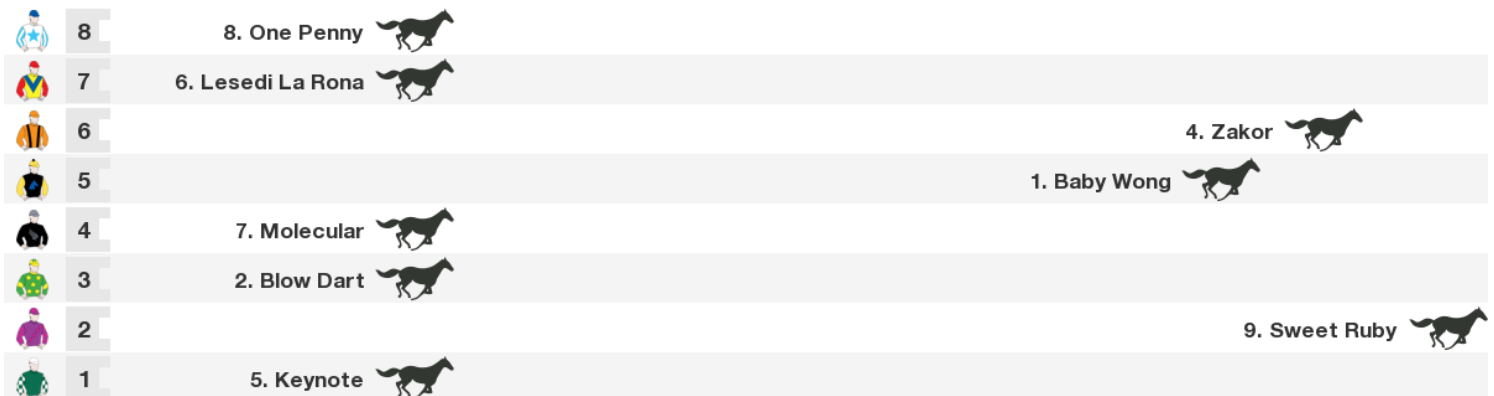 8 8. One Penny
7 6. Lesedi La Rona
6 4. Zakor
5 1. Baby Wong
4 7. Molecular
3 2. Blow Dart
2 9. Sweet Ruby
1 5. Keynote